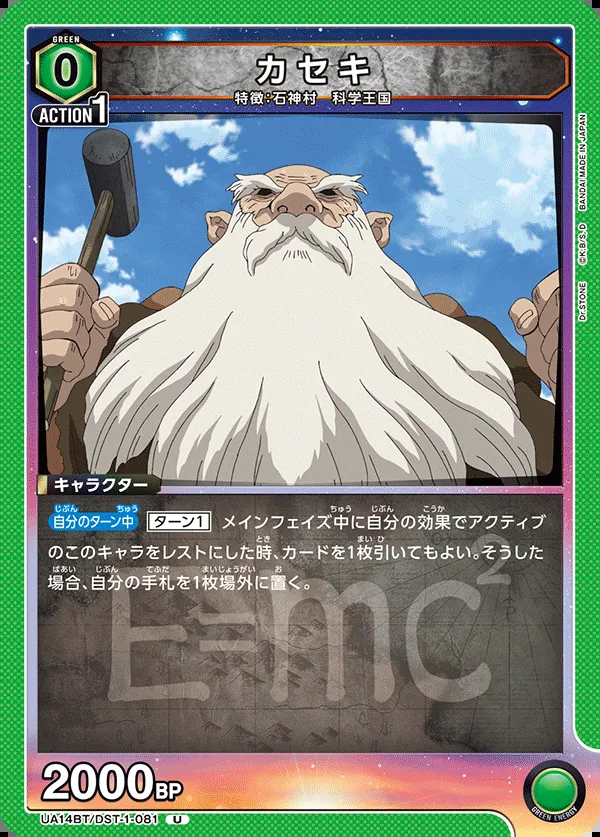 GREEN
0
カセキ
特徴:石神村 科学王国
ACTION 1
Dr.STONE ©K.B/S.D BANDAI MADE IN JAPAN
キャラクター
自分のターン中 ターン1 メインフェイズ中に自分の効果でアクティブ
のこのキャラをレストにした時、カードを1枚引いてもよい。そうした
場合、自分の手札を1枚場外に置く。
E=mc2
2000BP
UA14BT/DST-1-081 U
GREEN ENERGY